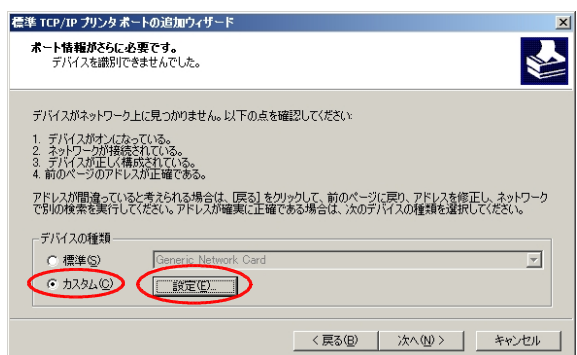 標準 TCP/IP プリンタ ポートの追加ウィザード
ポート情報がさらに必要です。
デバイスを識別できませんでした。
デバイスがネットワーク上に見つかりません。以下の点を確認してください:
1. デバイスがオンになっている。
2. ネットワークが接続されている。
3. デバイスが正しく構成されている。
4. 前のページのアドレスが正確である。
アドレスが間違っていると考えられる場合は、[戻る] をクリックして、前のページに戻り、アドレスを修正し、ネットワーク
で別の検索を実行してください。アドレスが確実に正確である場合は、次のデバイスの種類を選択してください。
デバイスの種類
標準(S)
Generic Network Card
カスタム(C)
設定(E)...
< 戻る(B)
次へ(N) >
キャンセル